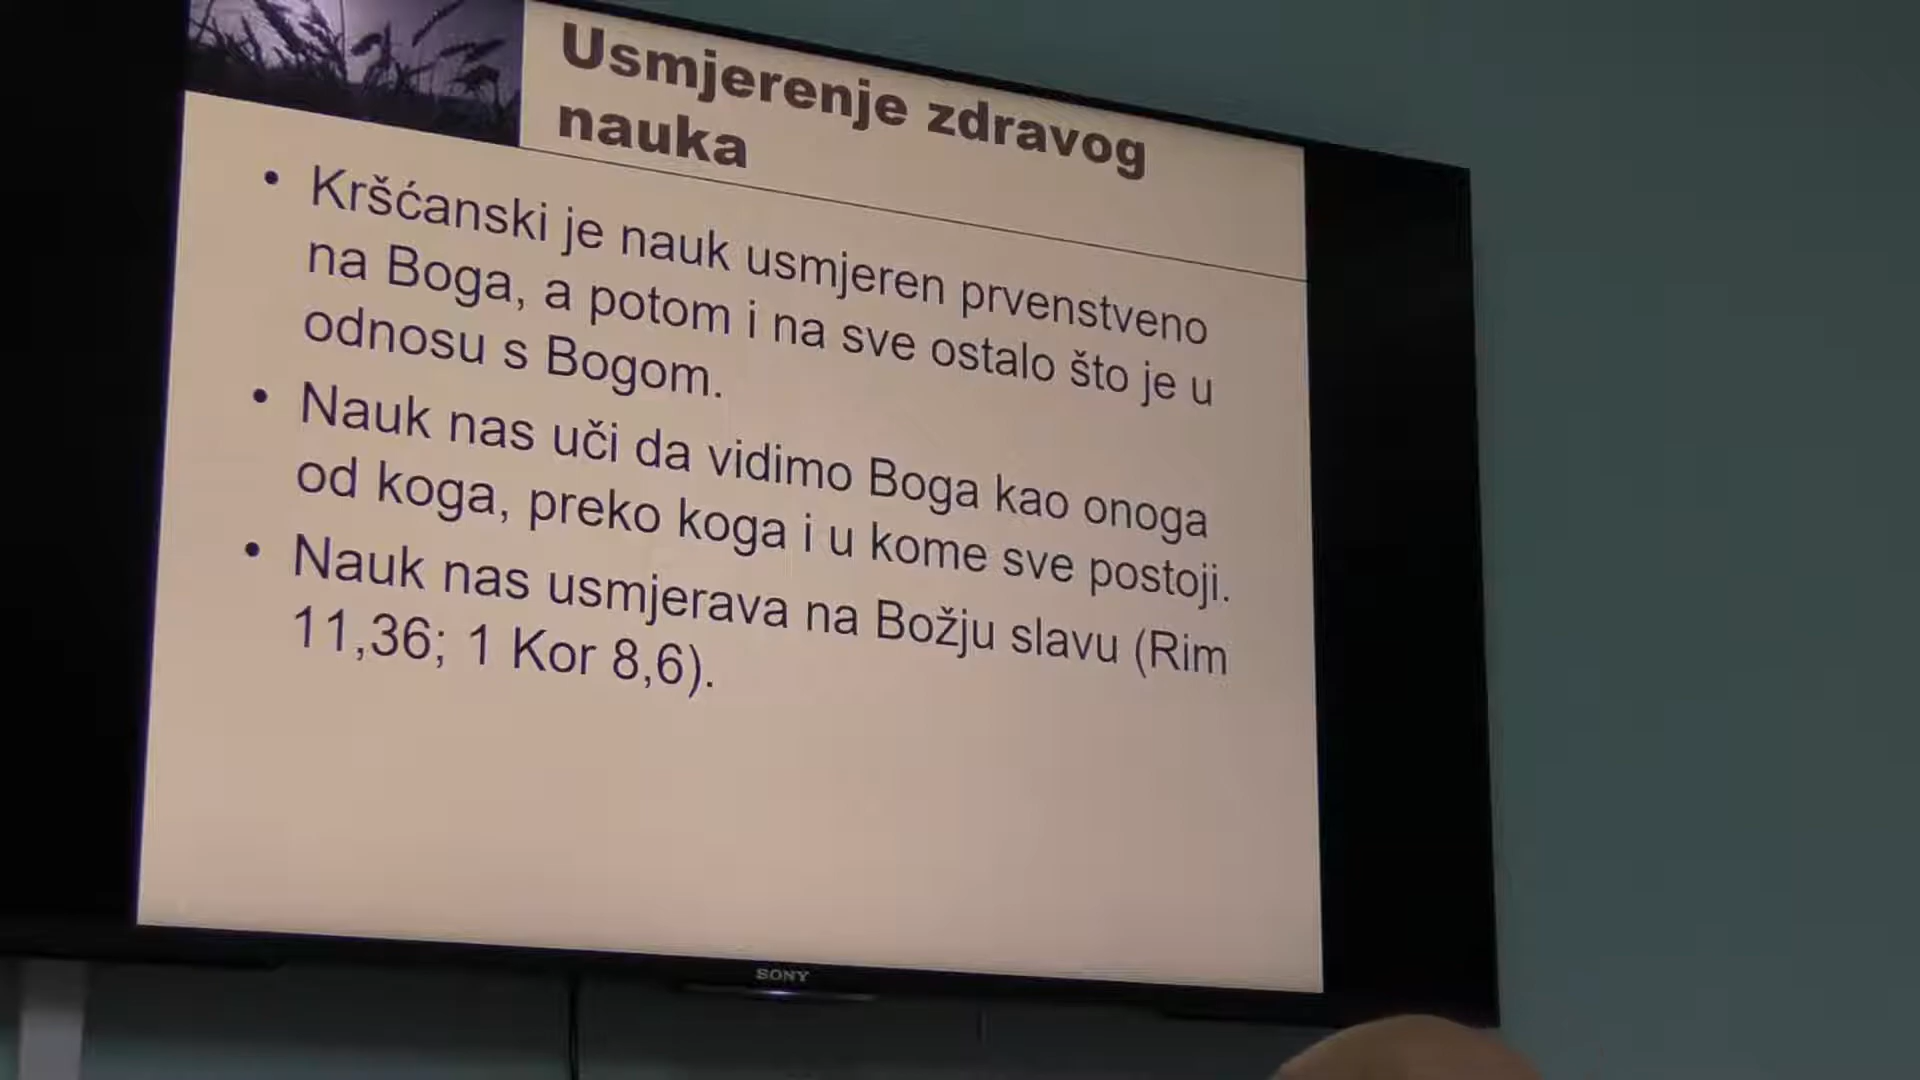 Usmjerenje zdravog
nauka
• Kršćanski je nauk usmjeren prvenstveno
na Boga, a potom i na sve ostalo što je u
odnosu s Bogom.
• Nauk nas uči da vidimo Boga kao onoga
od koga, preko koga i u kome sve postoji.
• Nauk nas usmjerava na Božju slavu (Rim
11,36; 1 Kor 8,6).
SONY